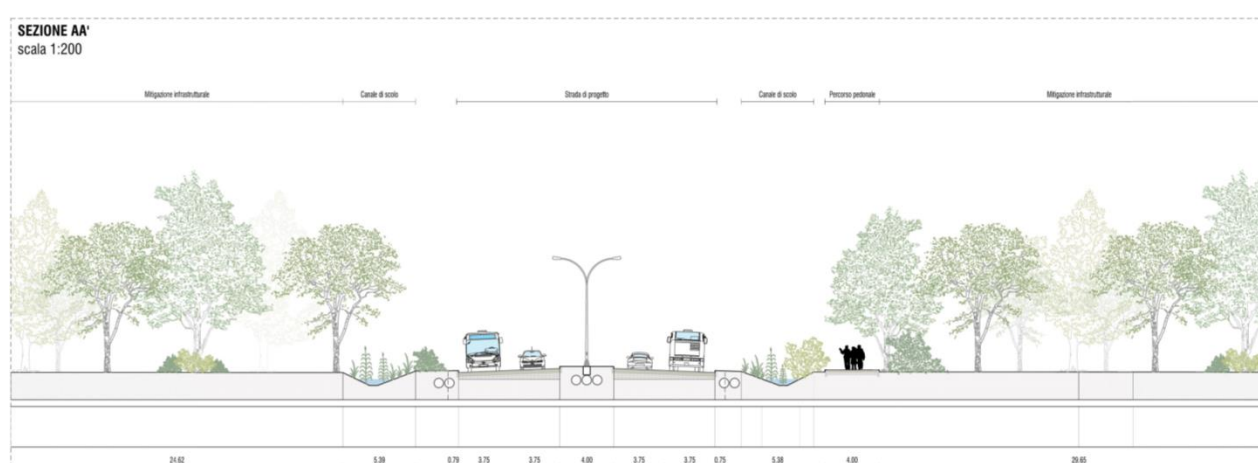 SEZIONE AA'
scala 1:200
Mitigazione infrastrutturale
Canale di scolo
Strada di progetto
Canale di scolo
Percorso pedonale
Mitigazione infrastrutturale
24.62 5.39 0.79 3.75 3.75 4.00 3.75 3.75 0.75 5.38 4.00 29.65